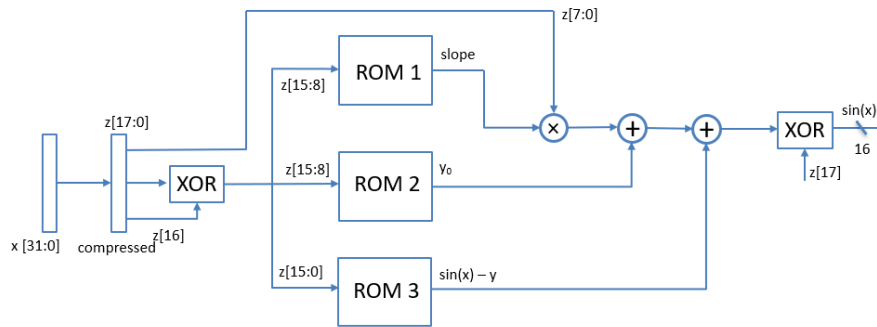 z[7:0]
slope
ROM 1
z[15:8]
z[17:0]
sin(x)
×
+
+
XOR
16
XOR
z[15:8]
ROM 2
y₀
z[17]
z[16]
x [31:0]
compressed
z[15:0]
sin(x) – y
ROM 3